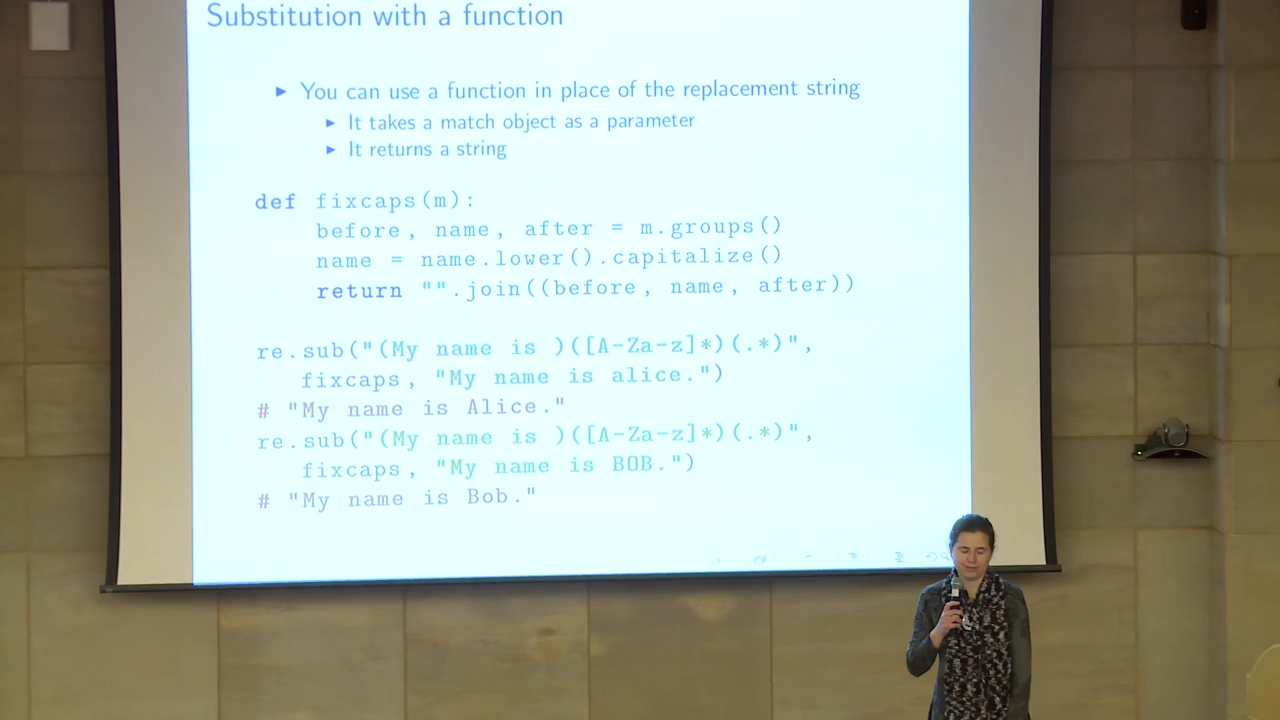 Substitution with a function
► You can use a function in place of the replacement string
► It takes a match object as a parameter
► It returns a string
def fixcaps(m):
    before, name, after = m.groups()
    name = name.lower().capitalize()
    return "".join((before, name, after))
re.sub("(My name is )([A-Za-z]*)(.*)",
    fixcaps, "My name is alice.")
# "My name is Alice."
re.sub("(My name is )([A-Za-z]*)(.*)",
    fixcaps, "My name is BOB.")
# "My name is Bob."